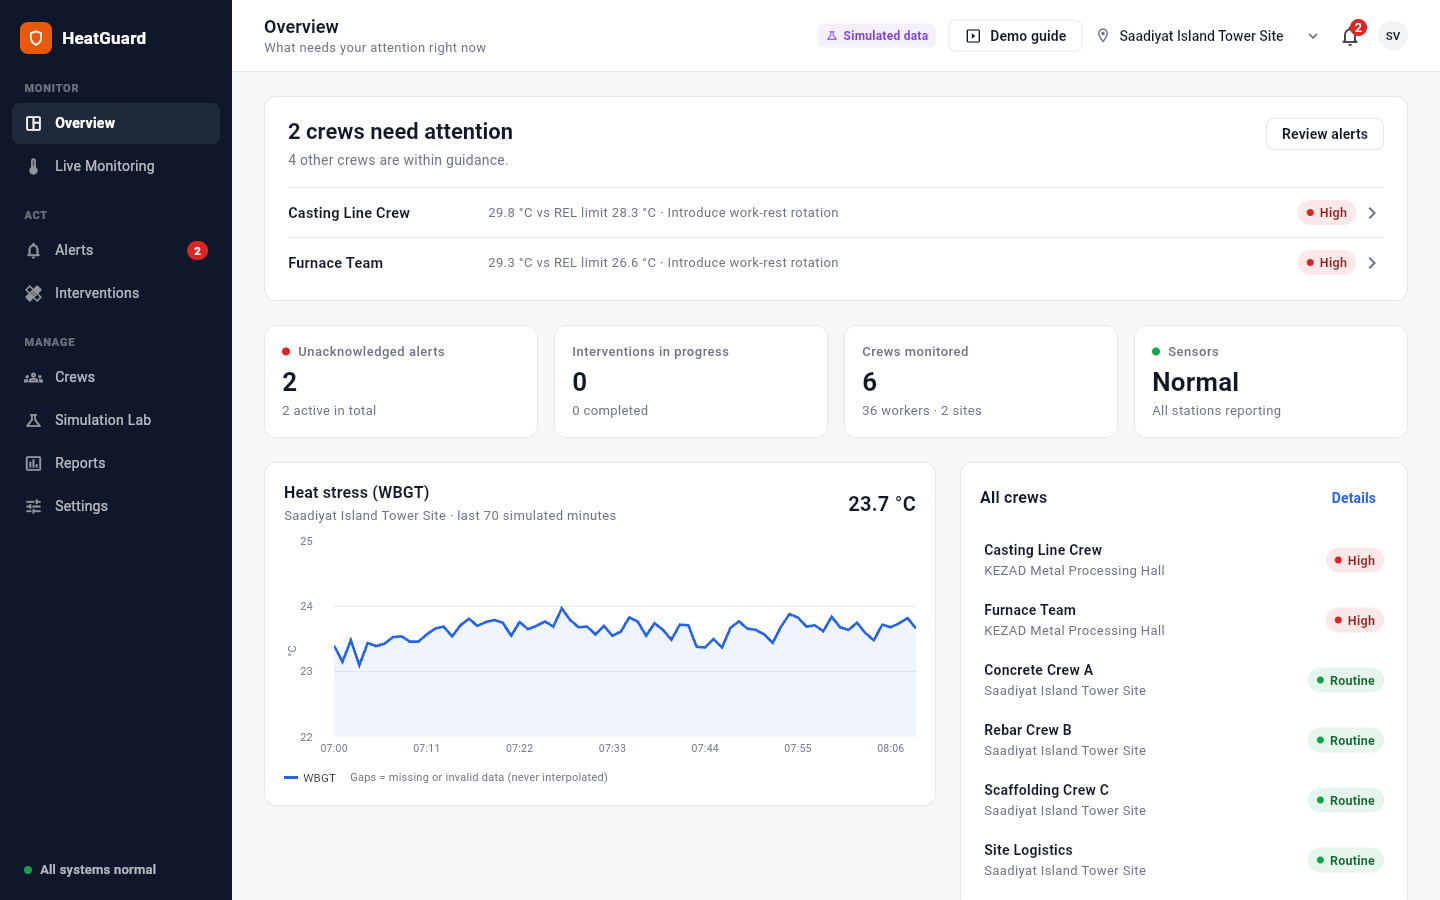 HeatGuard
MONITOR
Overview
Live Monitoring
ACT
Alerts
2
Interventions
MANAGE
Crews
Simulation Lab
Reports
Settings
All systems normal
Overview
What needs your attention right now
Simulated data
Demo guide
Saadiyat Island Tower Site
2
SV
2 crews need attention
4 other crews are within guidance.
Review alerts
Casting Line Crew
29.8 °C vs REL limit 28.3 °C · Introduce work-rest rotation
High
Furnace Team
29.3 °C vs REL limit 26.6 °C · Introduce work-rest rotation
High
Unacknowledged alerts
2
2 active in total
Interventions in progress
0
0 completed
Crews monitored
6
36 workers · 2 sites
Sensors
Normal
All stations reporting
Heat stress (WBGT)
Saadiyat Island Tower Site · last 70 simulated minutes
23.7 °C
25
24
23
22
°C
07:00 07:11 07:22 07:33 07:44 07:55 08:06
WBGT Gaps = missing or invalid data (never interpolated)
All crews
Details
Casting Line Crew
KEZAD Metal Processing Hall
High
Furnace Team
KEZAD Metal Processing Hall
High
Concrete Crew A
Saadiyat Island Tower Site
Routine
Rebar Crew B
Saadiyat Island Tower Site
Routine
Scaffolding Crew C
Saadiyat Island Tower Site
Routine
Site Logistics
Saadiyat Island Tower Site
Routine